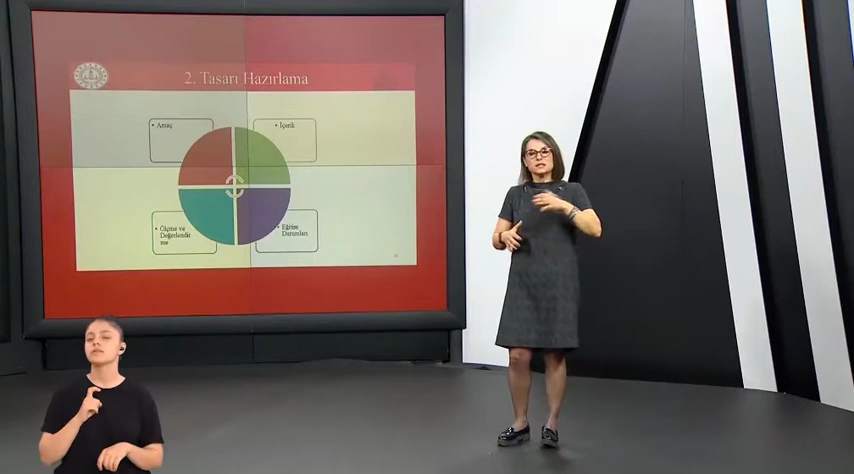 2. Tasarı Hazırlama
• Amaç
• İçerik
• Ölçme ve
Değerlendir
me
• Eğitim
Durumları